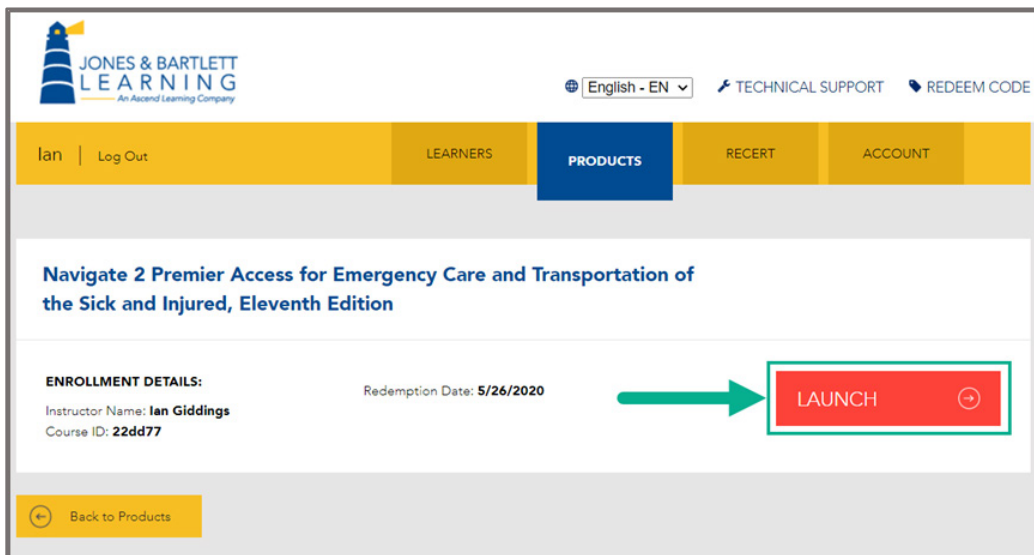 JONES & BARTLETT
LEARNING
An Ascend Learning Company
English - EN
TECHNICAL SUPPORT
REDEEM CODE
Ian | Log Out
LEARNERS
PRODUCTS
RECERT
ACCOUNT
Navigate 2 Premier Access for Emergency Care and Transportation of
the Sick and Injured, Eleventh Edition
ENROLLMENT DETAILS:
Instructor Name: Ian Giddings
Course ID: 22dd77
Redemption Date: 5/26/2020
LAUNCH
Back to Products